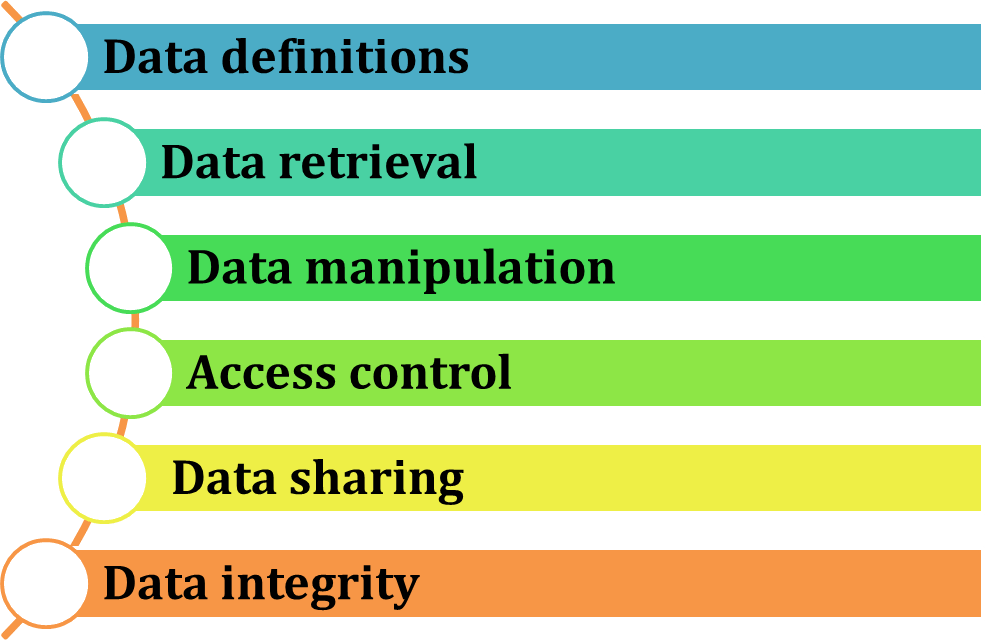 Data definitions
Data retrieval
Data manipulation
Access control
Data sharing
Data integrity